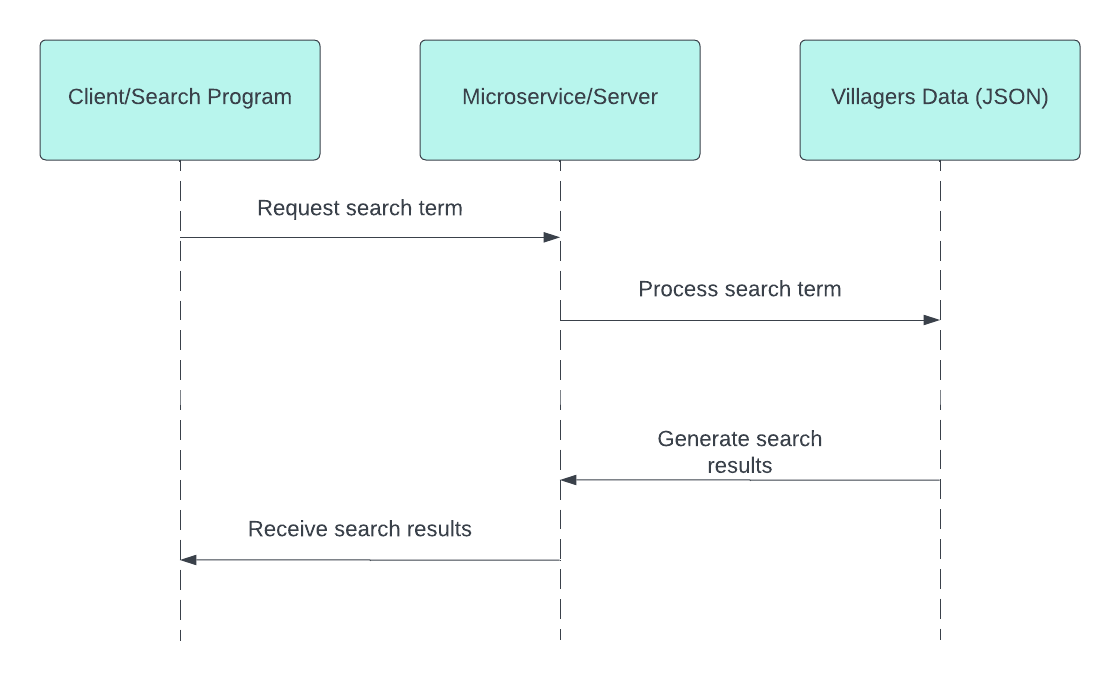 Client/Search Program
Microservice/Server
Villagers Data (JSON)
Request search term
Process search term
Generate search
results
Receive search results